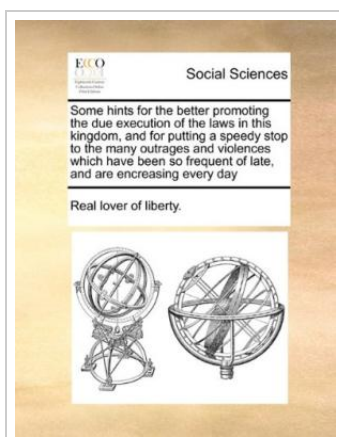 ECCO
Social Sciences
Some hints for the better promoting
the due execution of the laws in this
kingdom, and for putting a speedy stop
to the many outrages and violences
which have been so frequent of late,
and are encreasing every day
Real lover of liberty.